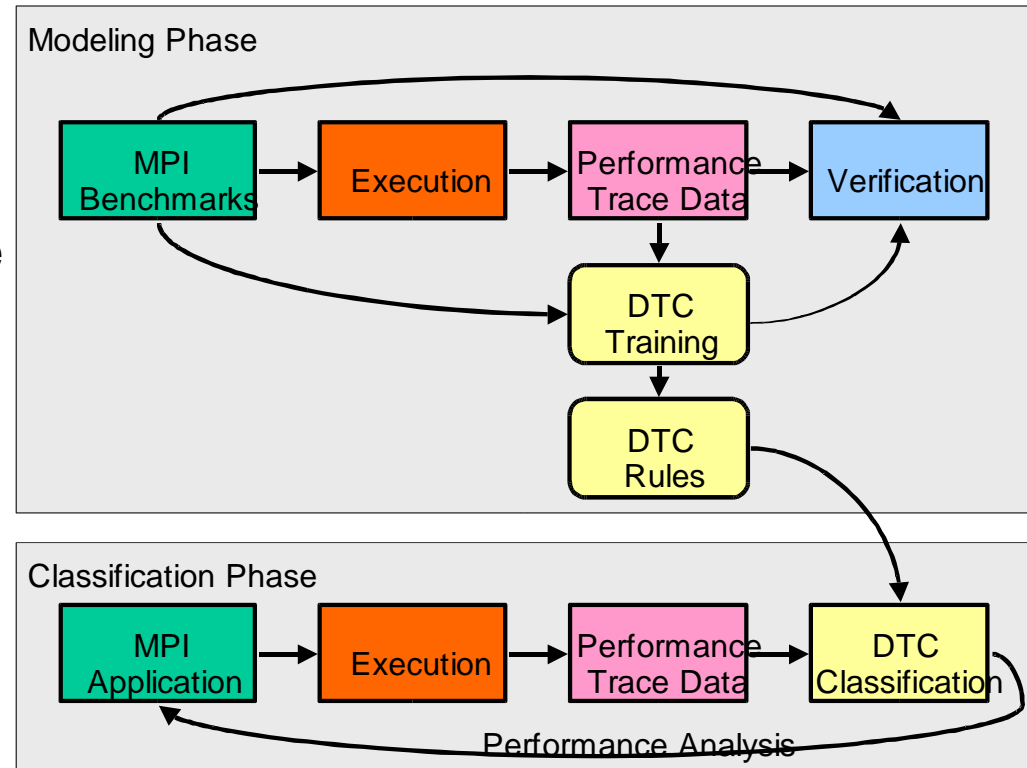 Modeling Phase
MPI
Benchmarks
Execution
Performance
Trace Data
Verification
e
DTC
Training
DTC
Rules
Classification Phase
MPI
Application
Execution
Performance
Trace Data
DTC
Classification
Performance Analysis